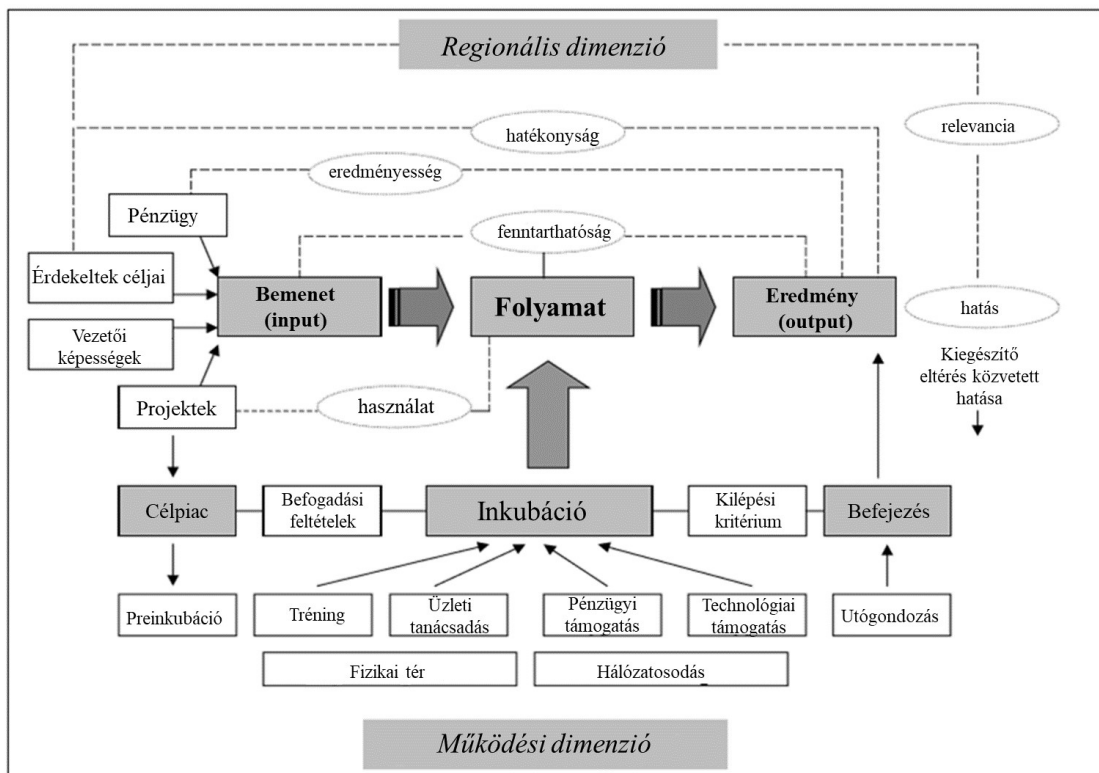 Regionális dimenzió
hatékonyság
relevancia
eredményesség
Pénzügy
fenntarthatóság
Érdekeltek céljai
Bemenet
(input)
Folyamat
Eredmény
(output)
hatás
Vezetői
képességek
Kiegészítő
eltérés közvetett
hatása
Projektek
használat
Célpiac
Befogadási
feltételek
Inkubáció
Kilépési
kritérium
Befejezés
Preinkubáció
Tréning
Üzleti
tanácsadás
Pénzügyi
támogatás
Technológiai
támogatás
Utógondozás
Fizikai tér
Hálózatosodás
Működési dimenzió